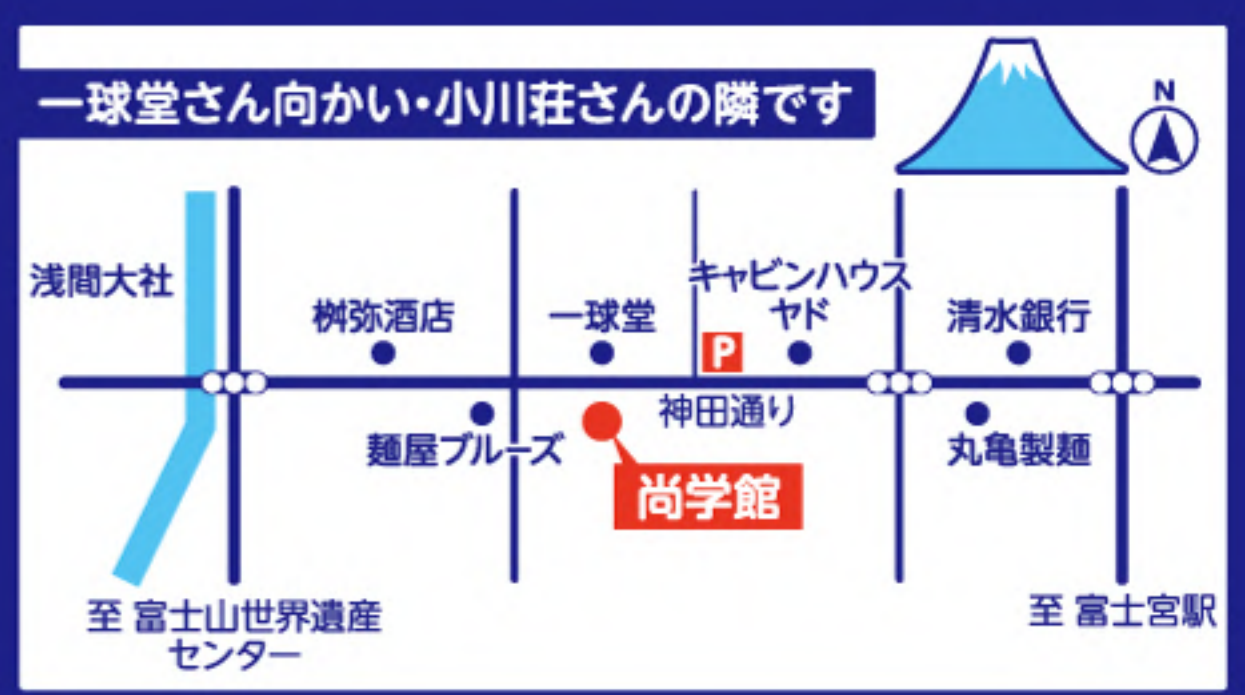 一球堂さん向かい・小川荘さんの隣です
N
浅間大社
桝弥酒店
一球堂
キャビンハウス
ヤド
清水銀行
P
神田通り
麺屋ブルーズ
丸亀製麺
尚学館
至 富士山世界遺産
センター
至 富士宮駅